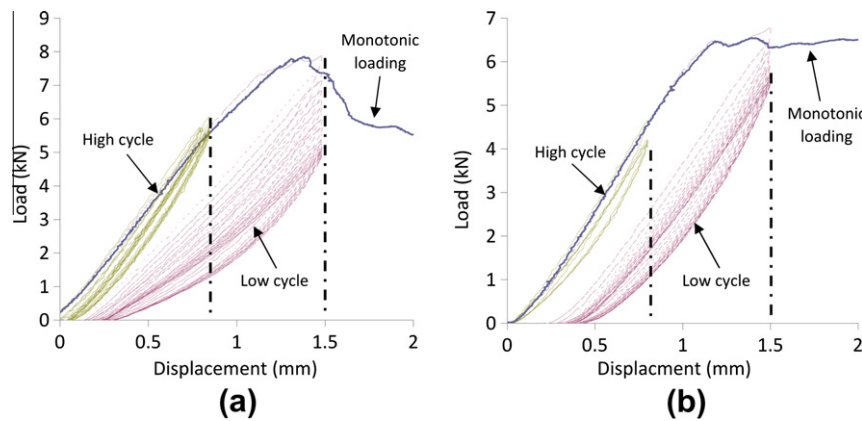 9
8
7
6
5
4
3
2
1
0
Load (kN)
Monotonic
loading
High cycle
Low cycle
0 0.5 1 1.5 2
Displacement (mm)
(a)
7
6
5
4
3
2
1
0
Load (kN)
High cycle
Monotonic
loading
Low cycle
0 0.5 1 1.5 2
Displacement (mm)
(b)